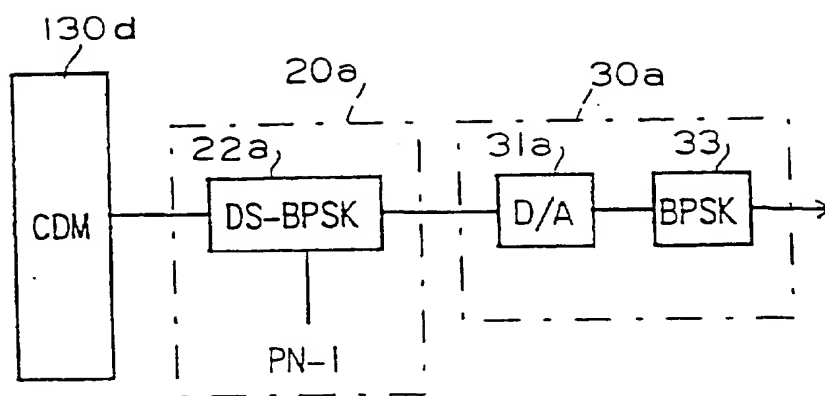 130d
20a
30a
22a
31a
33
CDM
DS-BPSK
D/A
BPSK
PN-1